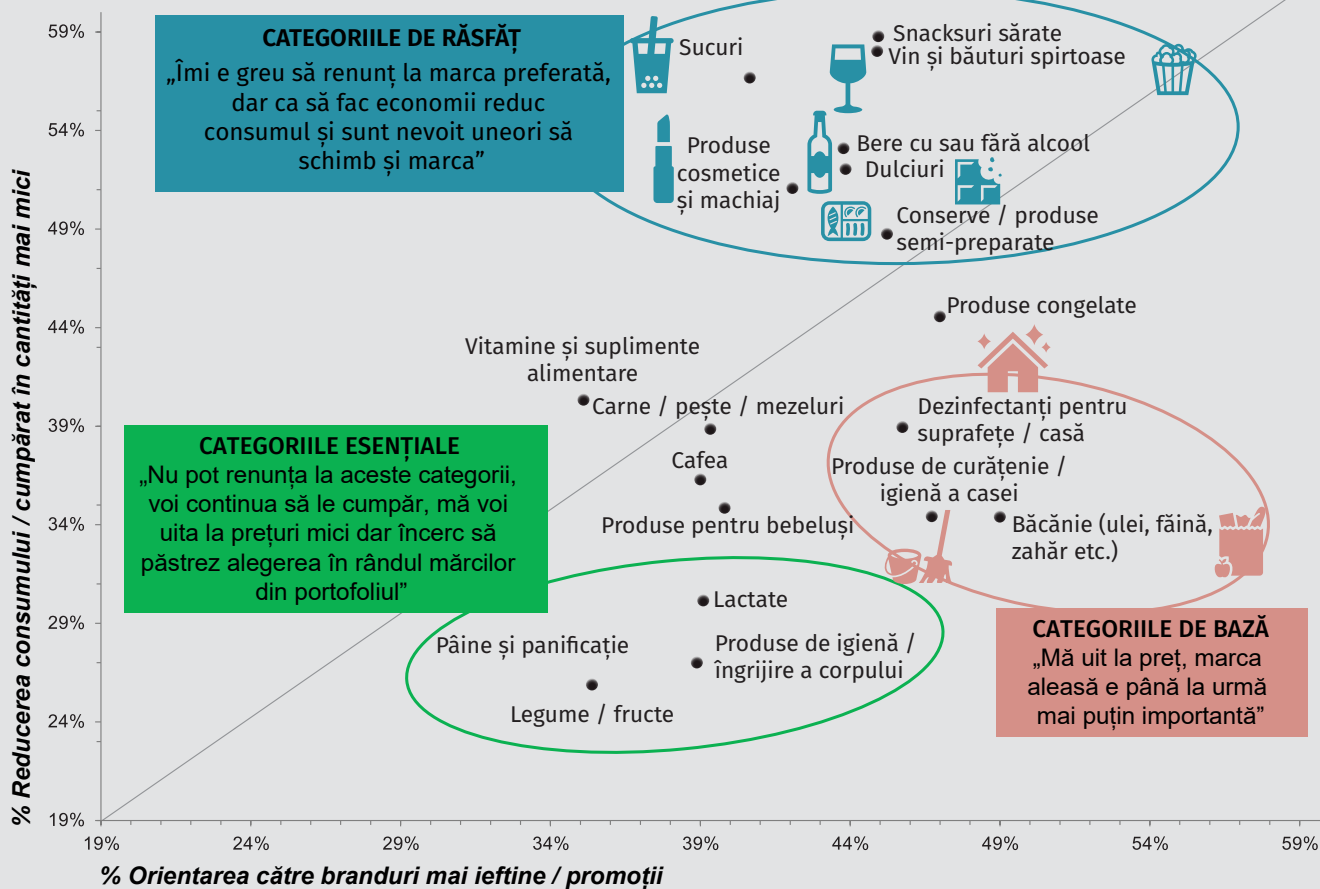 59%
54%
49%
44%
39%
34%
29%
24%
19%
% Reducerea consumului / cumpărat în cantități mai mici
CATEGORIILE DE RĂSFĂȚ
„Îmi e greu să renunț la marca preferată,
dar ca să fac economii reduc
consumul și sunt nevoit uneori să
schimb și marca”
Sucuri
Snacksuri sărate
Vin și băuturi spirtoase
Produse
cosmetice
și machiaj
Bere cu sau fără alcool
Dulciuri
Conserve / produse
semi-preparate
Produse congelate
Vitamine și suplimente
alimentare
Carne / pește / mezeluri
Cafea
Produse pentru bebeluși
Dezinfectanți pentru
suprafețe / casă
Produse de curățenie /
igienă a casei
Băcănie (ulei, făină,
zahăr etc.)
CATEGORIILE ESENȚIALE
„Nu pot renunța la aceste categorii,
voi continua să le cumpăr, mă voi
uita la prețuri mici dar încerc să
păstrez alegerea în rândul mărcilor
din portofoliul”
Lactate
Pâine și panificație
Produse de igienă /
îngrijire a corpului
Legume / fructe
CATEGORIILE DE BAZĂ
„Mă uit la preț, marca
aleasă e până la urmă
mai puțin importantă”
19%
24%
29%
34%
39%
44%
49%
54%
59%
% Orientarea către branduri mai ieftine / promoții